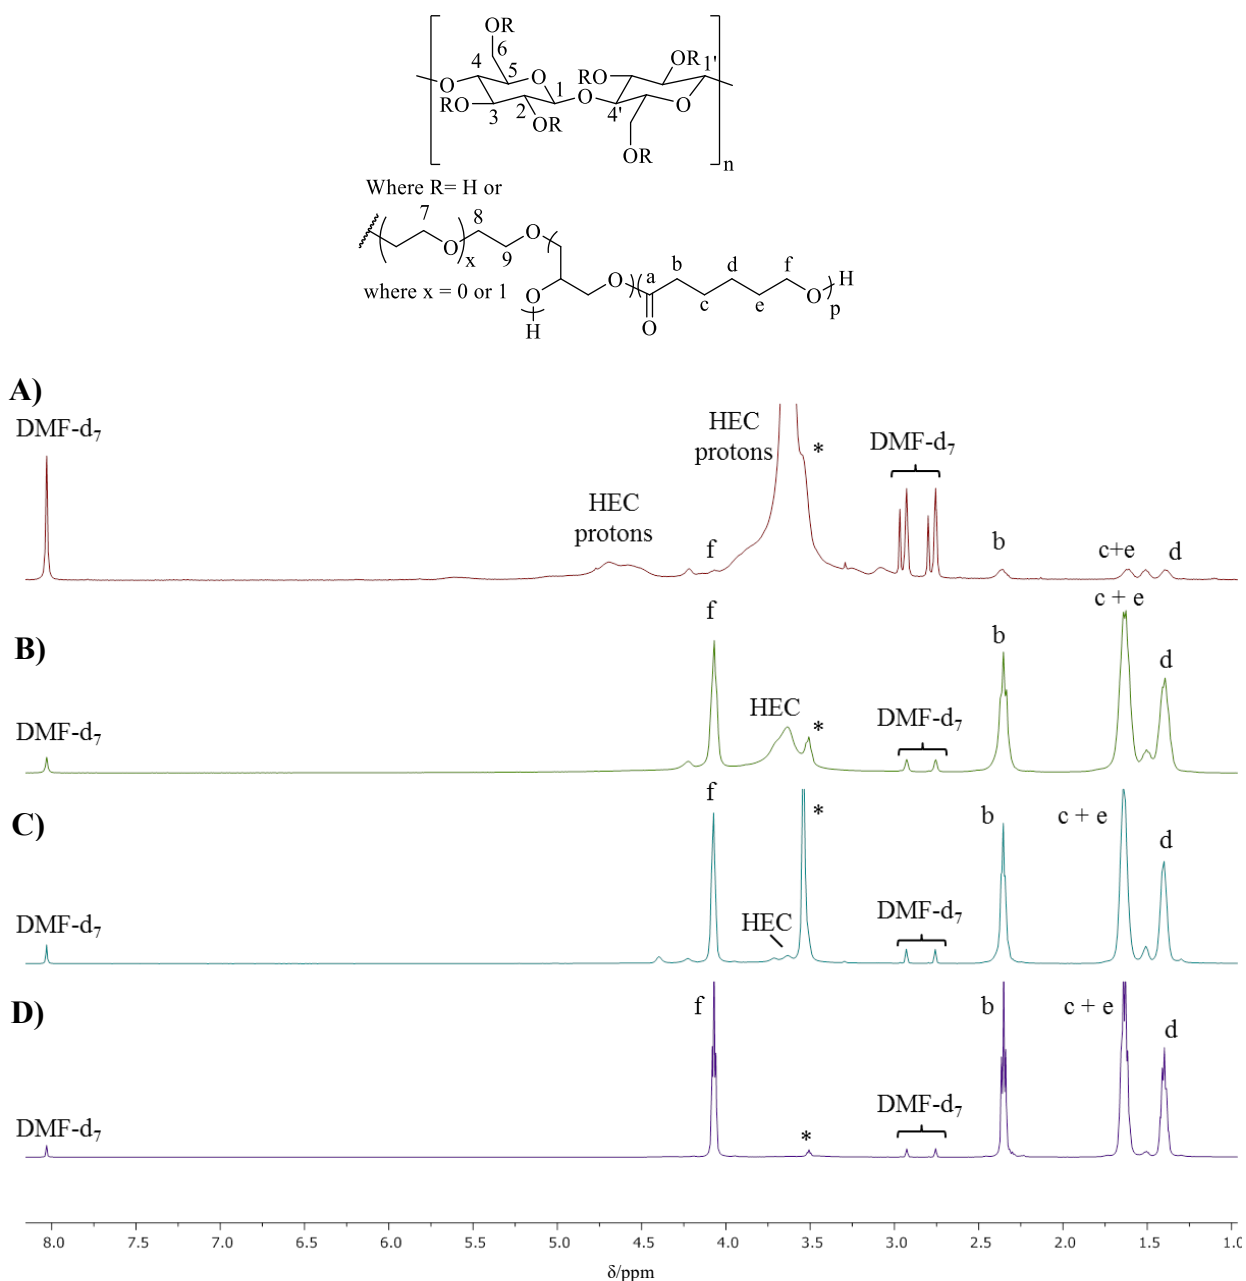 OR
6
4
5
O
1
OR
1'
RO
O
RO
3
2
OR
O
4'
O
OR
n
Where R= H or
7
8
O
O
x
9
where x = 0 or 1
O
H
O
a
b
c
d
e
f
O
O
H
p
A)
DMF-d₇
HEC
protons
f
HEC
protons
*
DMF-d₇
b
c+e
d
B)
DMF-d₇
f
HEC
*
DMF-d₇
b
c + e
d
C)
DMF-d₇
f
HEC
*
DMF-d₇
b
c + e
d
D)
DMF-d₇
f
*
DMF-d₇
b
c + e
d
8.0 7.5 7.0 6.5 6.0 5.5 5.0 4.5 4.0 3.5 3.0 2.5 2.0 1.5 1.0
δ/ppm